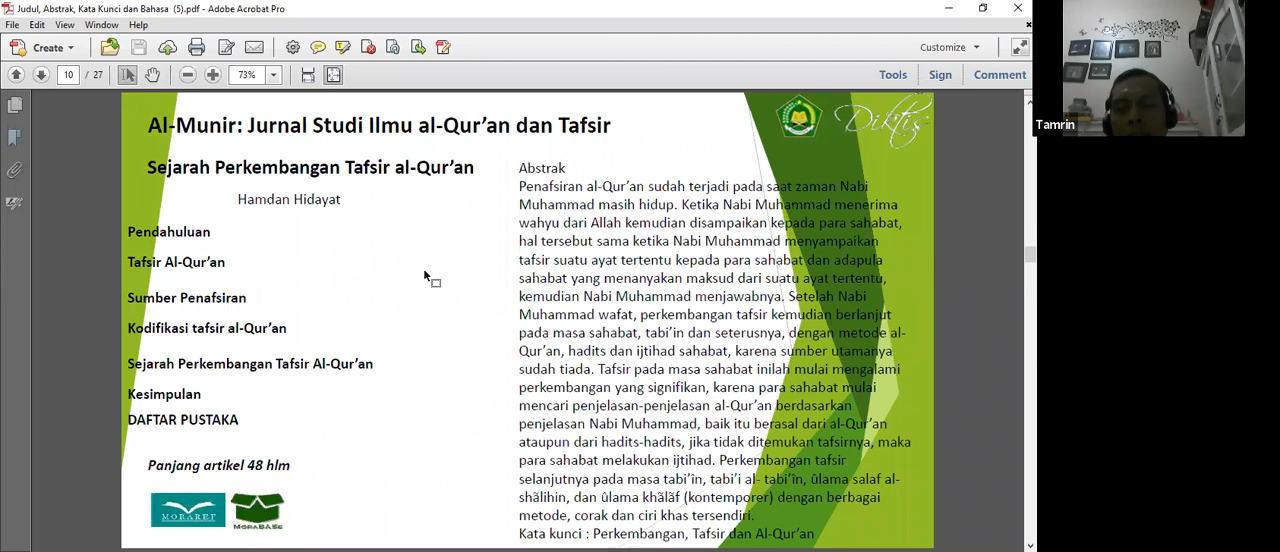 Judul, Abstrak, Kata Kunci dan Bahasa (5).pdf - Adobe Acrobat Pro
File Edit View Window Help
Create
Customize
10 / 27
73%
Tools Sign Comment
Tamrin
Al-Munir: Jurnal Studi Ilmu al-Qur’an dan Tafsir
Diktis
Sejarah Perkembangan Tafsir al-Qur’an
Hamdan Hidayat
Pendahuluan
Tafsir Al-Qur’an
Sumber Penafsiran
Kodifikasi tafsir al-Qur’an
Sejarah Perkembangan Tafsir Al-Qur’an
Kesimpulan
DAFTAR PUSTAKA
Panjang artikel 48 hlm
MORAREF
MORABASE
Abstrak
Penafsiran al-Qur’an sudah terjadi pada saat zaman Nabi
Muhammad masih hidup. Ketika Nabi Muhammad menerima
wahyu dari Allah kemudian disampaikan kepada para sahabat,
hal tersebut sama ketika Nabi Muhammad menyampaikan
tafsir suatu ayat tertentu kepada para sahabat dan adapula
sahabat yang menanyakan maksud dari suatu ayat tertentu,
kemudian Nabi Muhammad menjawabnya. Setelah Nabi
Muhammad wafat, perkembangan tafsir kemudian berlanjut
pada masa sahabat, tabi’in dan seterusnya, dengan metode al-
Qur’an, hadits dan ijtihad sahabat, karena sumber utamanya
sudah tiada. Tafsir pada masa sahabat inilah mulai mengalami
perkembangan yang signifikan, karena para sahabat mulai
mencari penjelasan-penjelasan al-Qur’an berdasarkan
penjelasan Nabi Muhammad, baik itu berasal dari al-Qur’an
ataupun dari hadits-hadits, jika tidak ditemukan tafsirnya, maka
para sahabat melakukan ijtihad. Perkembangan tafsir
selanjutnya pada masa tabi’în, tabi’i al- tabi’în, ûlama salaf al-
shälihin, dan ûlama khäläf (kontemporer) dengan berbagai
metode, corak dan ciri khas tersendiri.
Kata kunci : Perkembangan, Tafsir dan Al-Qur’an